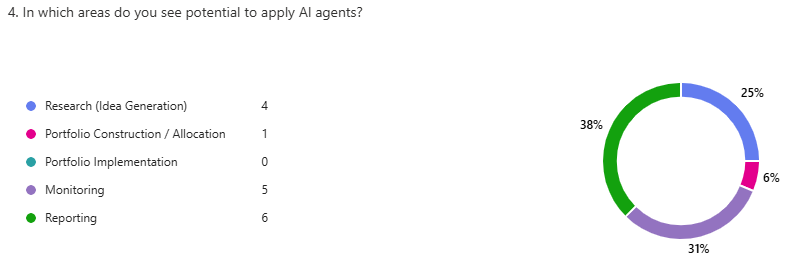 4. In which areas do you see potential to apply AI agents?
Research (Idea Generation) 4
Portfolio Construction / Allocation 1
Portfolio Implementation 0
Monitoring 5
Reporting 6
25%
38%
6%
31%